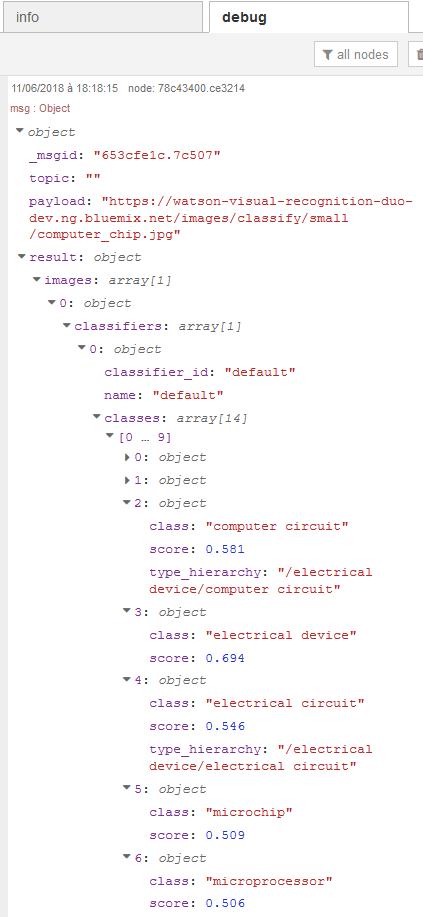 info
debug
all nodes
11/06/2018 à 18:18:15 node: 78c43400.ce3214
msg : Object
object
_msgid: "653cfe1c.7c507"
topic: ""
payload: "https://watson-visual-recognition-duo-
dev.ng.bluemix.net/images/classify/small
/computer_chip.jpg"
result: object
images: array[1]
0: object
classifiers: array[1]
0: object
classifier_id: "default"
name: "default"
classes: array[14]
[0 … 9]
0: object
1: object
2: object
class: "computer circuit"
score: 0.581
type_hierarchy: "/electrical
device/computer circuit"
3: object
class: "electrical device"
score: 0.694
4: object
class: "electrical circuit"
score: 0.546
type_hierarchy: "/electrical
device/electrical circuit"
5: object
class: "microchip"
score: 0.509
6: object
class: "microprocessor"
score: 0.506